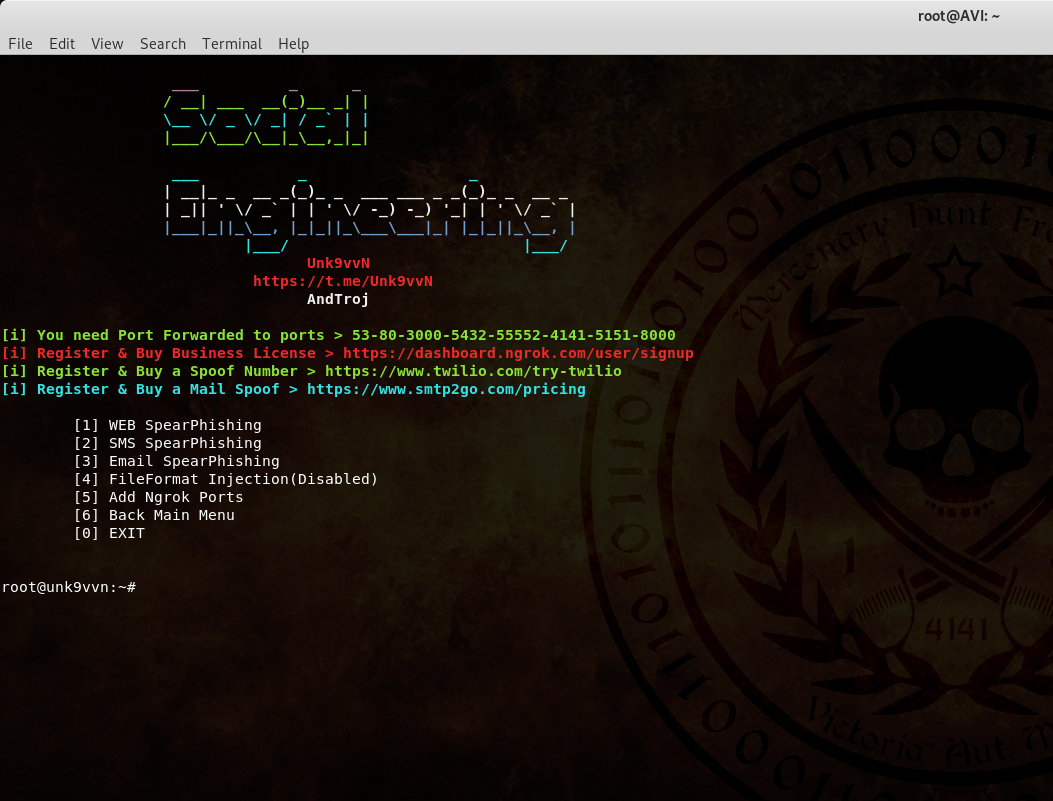 root@AVI: ~
File Edit View Search Terminal Help
Social
Engineering
Unk9vvN
https://t.me/Unk9vvN
AndTroj
[i] You need Port Forwarded to ports > 53-80-3000-5432-55552-4141-5151-8000
[i] Register & Buy Business License > https://dashboard.ngrok.com/user/signup
[i] Register & Buy a Spoof Number > https://www.twilio.com/try-twilio
[i] Register & Buy a Mail Spoof > https://www.smtp2go.com/pricing
[1] WEB SpearPhishing
[2] SMS SpearPhishing
[3] Email SpearPhishing
[4] FileFormat Injection(Disabled)
[5] Add Ngrok Ports
[6] Back Main Menu
[0] EXIT
root@unk9vvn:~#
Mercenary Hunt
4141
Victoria Aut